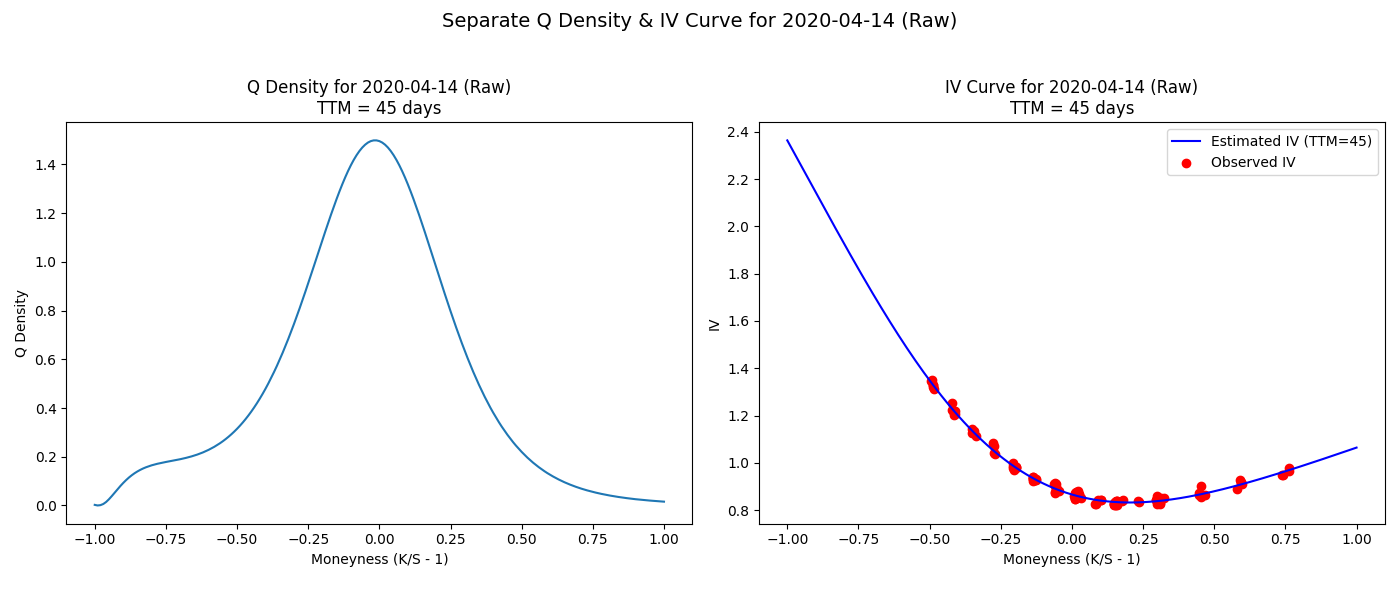 Separate Q Density & IV Curve for 2020-04-14 (Raw)
Q Density for 2020-04-14 (Raw)
TTM = 45 days
Q Density
1.4
1.2
1.0
0.8
0.6
0.4
0.2
0.0
−1.00 −0.75 −0.50 −0.25 0.00 0.25 0.50 0.75 1.00
Moneyness (K/S - 1)
IV Curve for 2020-04-14 (Raw)
TTM = 45 days
Estimated IV (TTM=45)
Observed IV
IV
2.4
2.2
2.0
1.8
1.6
1.4
1.2
1.0
0.8
−1.00 −0.75 −0.50 −0.25 0.00 0.25 0.50 0.75 1.00
Moneyness (K/S - 1)